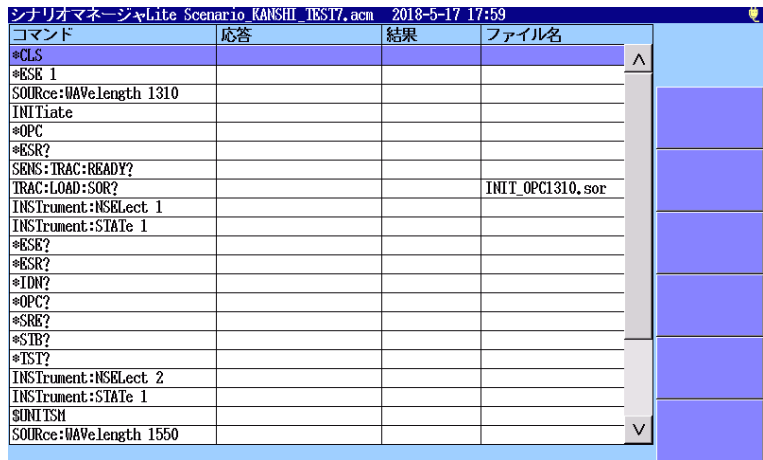 シナリオマネージャLite Scenario_KANSHI_TEST7.acm 2018-5-17 17:59
コマンド 応答 結果 ファイル名
*CLS
*ESE 1
SOURce:WAVelength 1310
INITiate
*OPC
*ESR?
SENS:TRAC:READY?
TRAC:LOAD:SOR? INIT_OPC1310.sor
INSTrument:NSELect 1
INSTrument:STATe 1
*ESE?
*ESR?
*IDN?
*OPC?
*SRE?
*STB?
*TST?
INSTrument:NSELect 2
INSTrument:STATe 1
$UNITSM
SOURce:WAVelength 1550